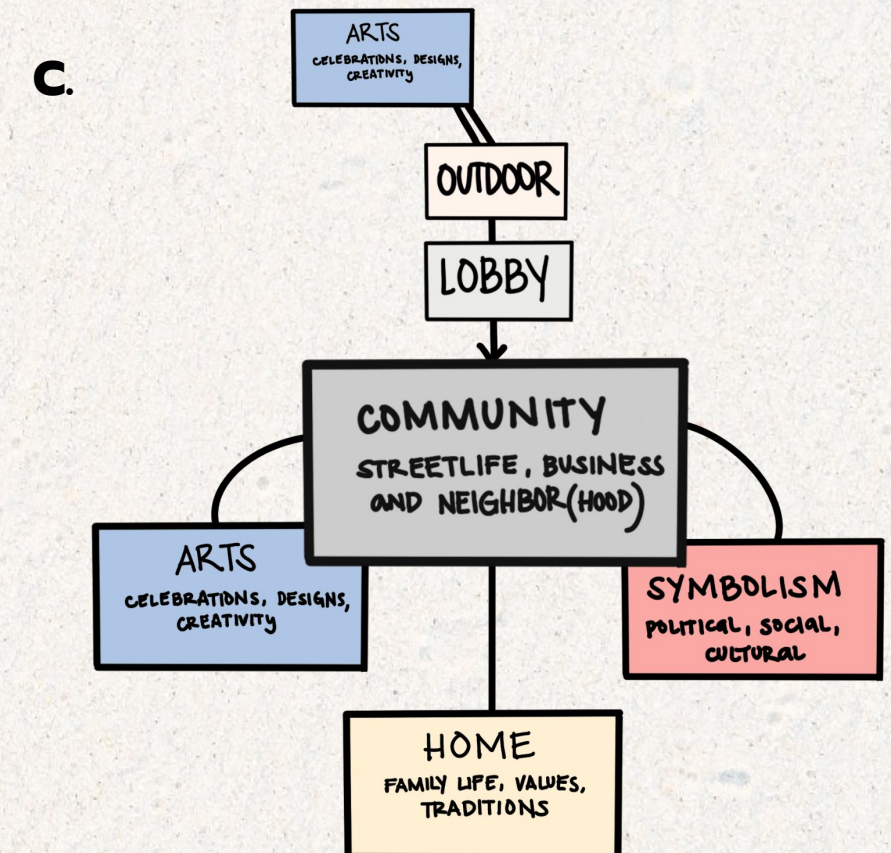 C.
ARTS
CELEBRATIONS, DESIGNS,
CREATIVITY
OUTDOOR
LOBBY
COMMUNITY
STREETLIFE, BUSINESS
AND NEIGHBOR(HOOD)
ARTS
CELEBRATIONS, DESIGNS,
CREATIVITY
SYMBOLISM
POLITICAL, SOCIAL,
CULTURAL
HOME
FAMILY LIFE, VALUES,
TRADITIONS